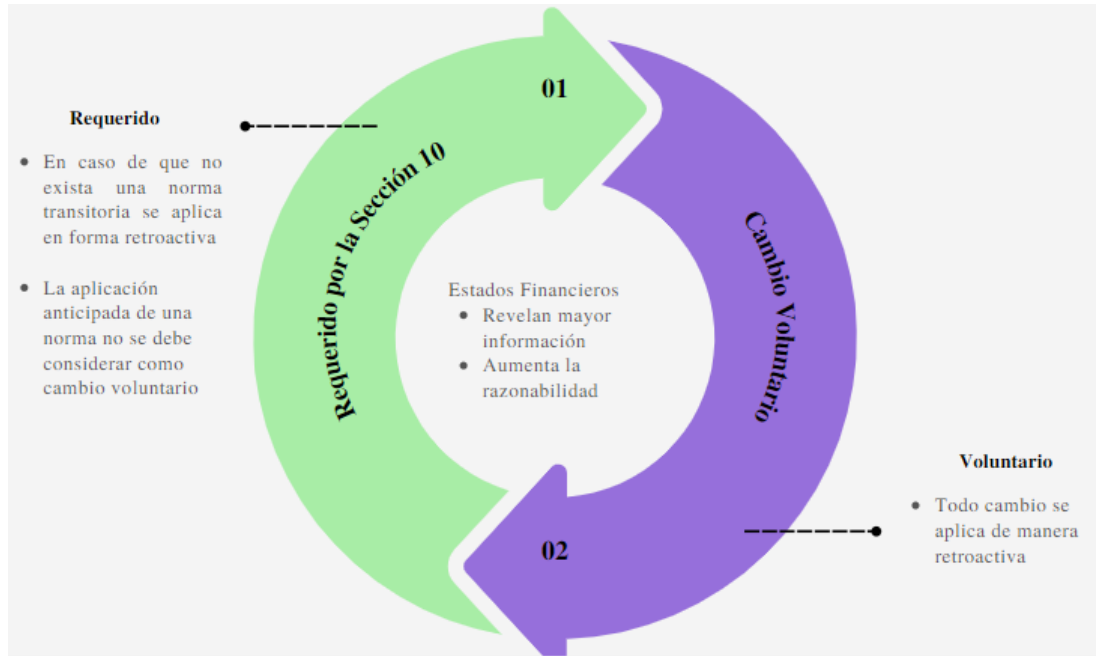 01
Requerido
• En caso de que no
exista una norma
transitoria se aplica
en forma retroactiva
• La aplicación
anticipada de una
norma no se debe
considerar como
cambio voluntario
Requerido por la Sección 10
Estados Financieros
• Revelan mayor
información
• Aumenta la
razonabilidad
Cambio Voluntario
Voluntario
• Todo cambio se
aplica de manera
retroactiva
02